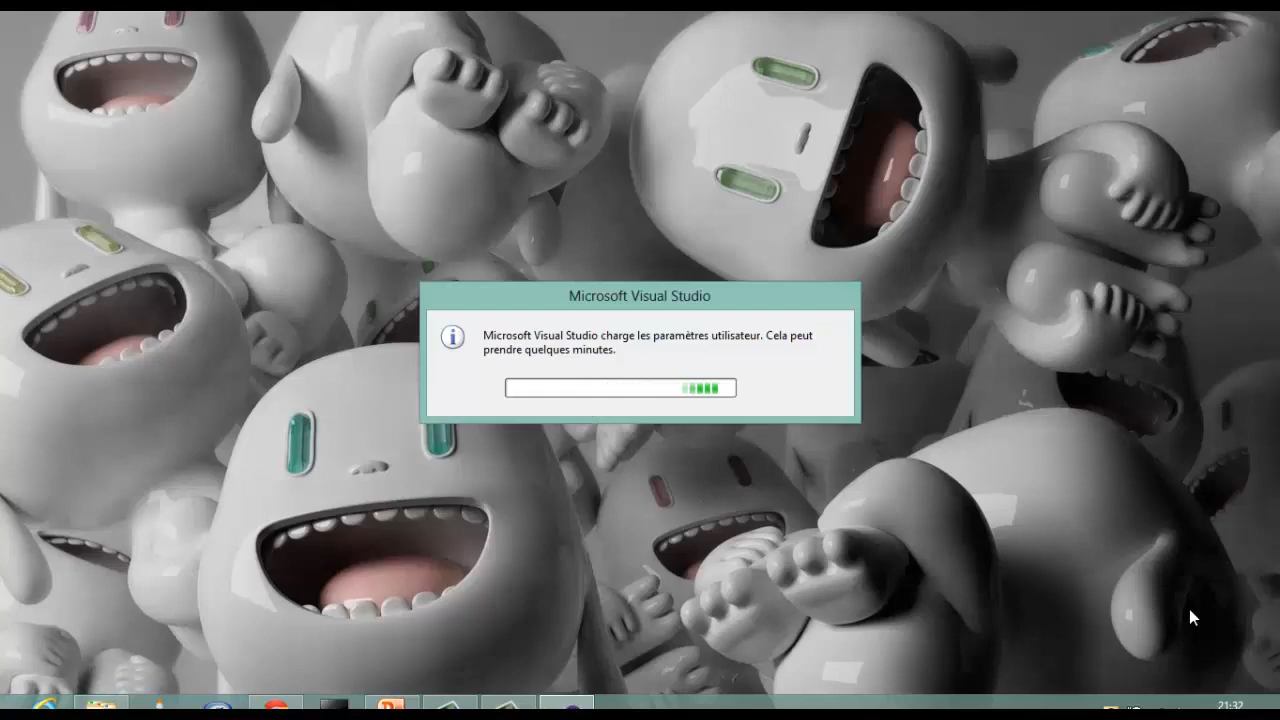 Microsoft Visual Studio
Microsoft Visual Studio charge les paramètres utilisateur. Cela peut
prendre quelques minutes.
21:32